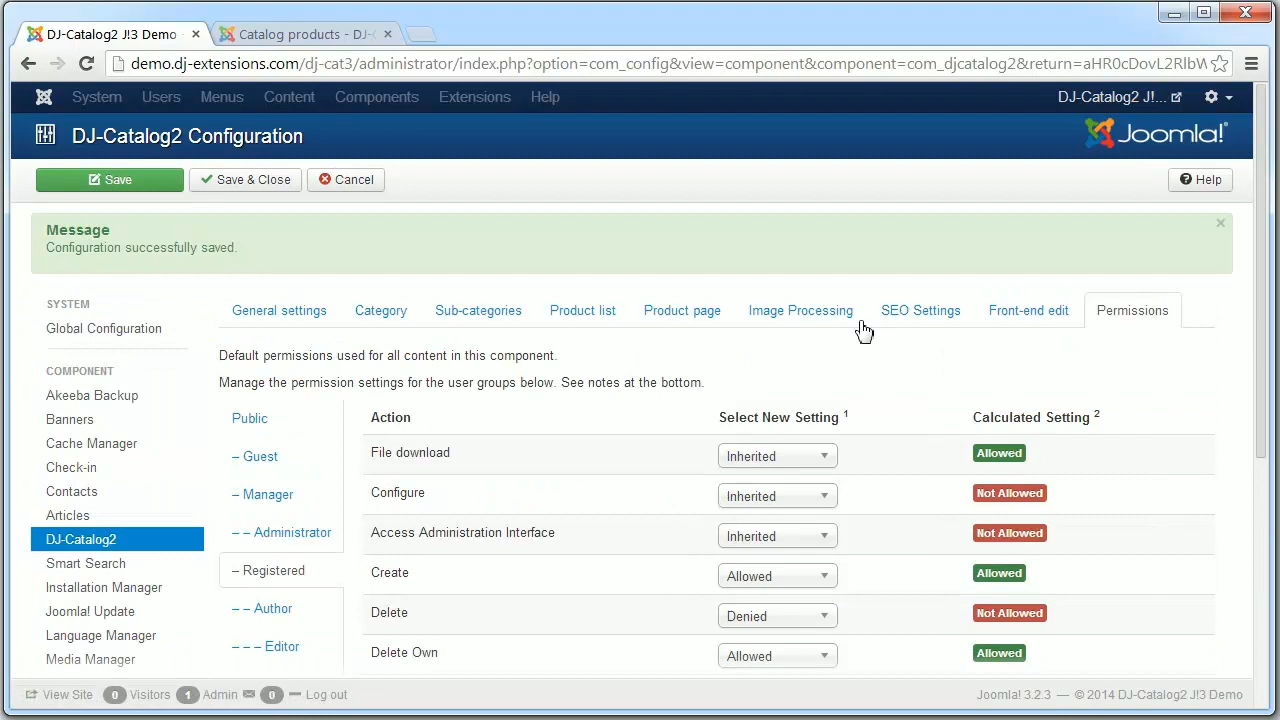 DJ-Catalog2 J!3 Demo
Catalog products - DJ-
demo.dj-extensions.com/dj-cat3/administrator/index.php?option=com_config&view=component&component=com_djcatalog2&return=aHR0cDovL2RlbW
System Users Menus Content Components Extensions Help
DJ-Catalog2 J!...
DJ-Catalog2 Configuration
Joomla!®
Save
Save & Close
Cancel
Help
Message
Configuration successfully saved.
SYSTEM
Global Configuration
COMPONENT
Akeeba Backup
Banners
Cache Manager
Check-in
Contacts
Articles
DJ-Catalog2
Smart Search
Installation Manager
Joomla! Update
Language Manager
Media Manager
General settings Category Sub-categories Product list Product page Image Processing SEO Settings Front-end edit Permissions
Default permissions used for all content in this component.
Manage the permission settings for the user groups below. See notes at the bottom.
Public
– Guest
– Manager
– – Administrator
– Registered
– – Author
– – – Editor
Action Select New Setting 1 Calculated Setting 2
File download Inherited Allowed
Configure Inherited Not Allowed
Access Administration Interface Inherited Not Allowed
Create Allowed Allowed
Delete Denied Not Allowed
Delete Own Allowed Allowed
View Site 0 Visitors 1 Admin 0 Log out
Joomla! 3.2.3 — © 2014 DJ-Catalog2 J!3 Demo